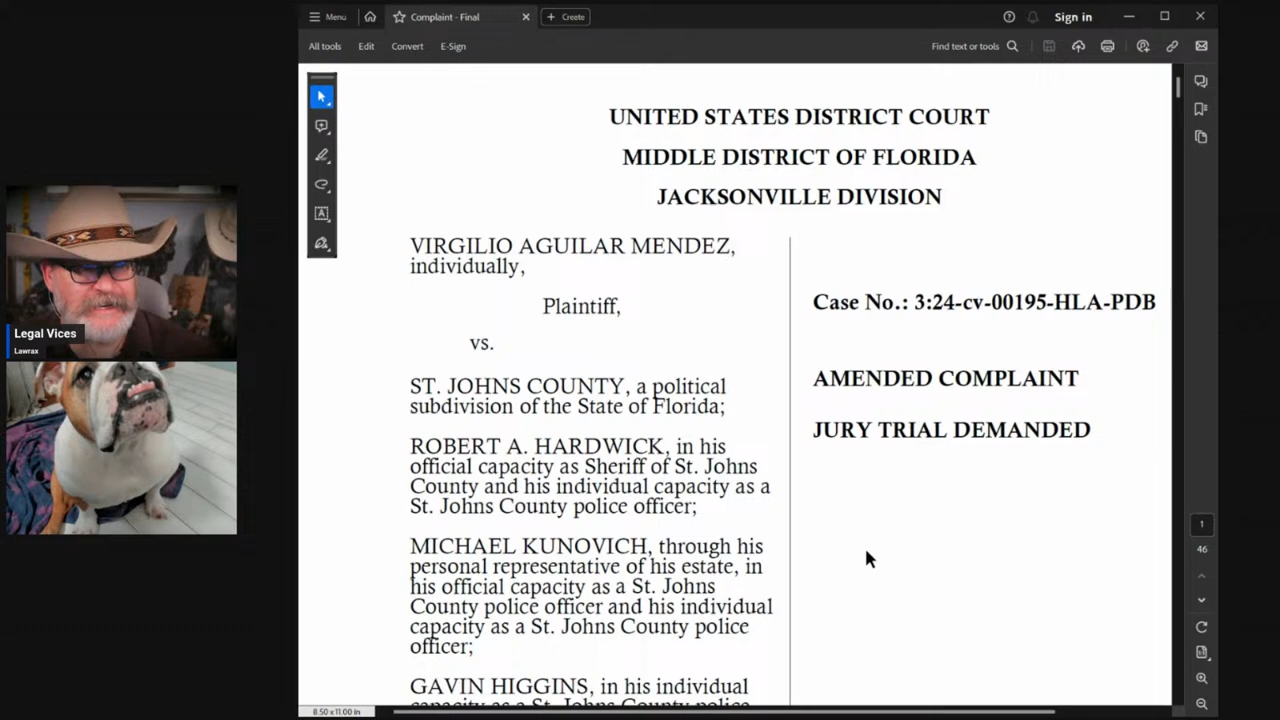 Menu
Complaint - Final
Create
Sign in
All tools
Edit
Convert
E-Sign
Find text or tools
UNITED STATES DISTRICT COURT
MIDDLE DISTRICT OF FLORIDA
JACKSONVILLE DIVISION
VIRGILIO AGUILAR MENDEZ,
individually,
Plaintiff,
vs.
ST. JOHNS COUNTY, a political
subdivision of the State of Florida;
ROBERT A. HARDWICK, in his
official capacity as Sheriff of St. Johns
County and his individual capacity as a
St. Johns County police officer;
MICHAEL KUNOVICH, through his
personal representative of his estate, in
his official capacity as a St. Johns
County police officer and his individual
capacity as a St. Johns County police
officer;
GAVIN HIGGINS, in his individual
capacity as a St. Johns County police
Case No.: 3:24-cv-00195-HLA-PDB
AMENDED COMPLAINT
JURY TRIAL DEMANDED
Legal Vices
Lawrax
1
46
8.50 x 11.00 in